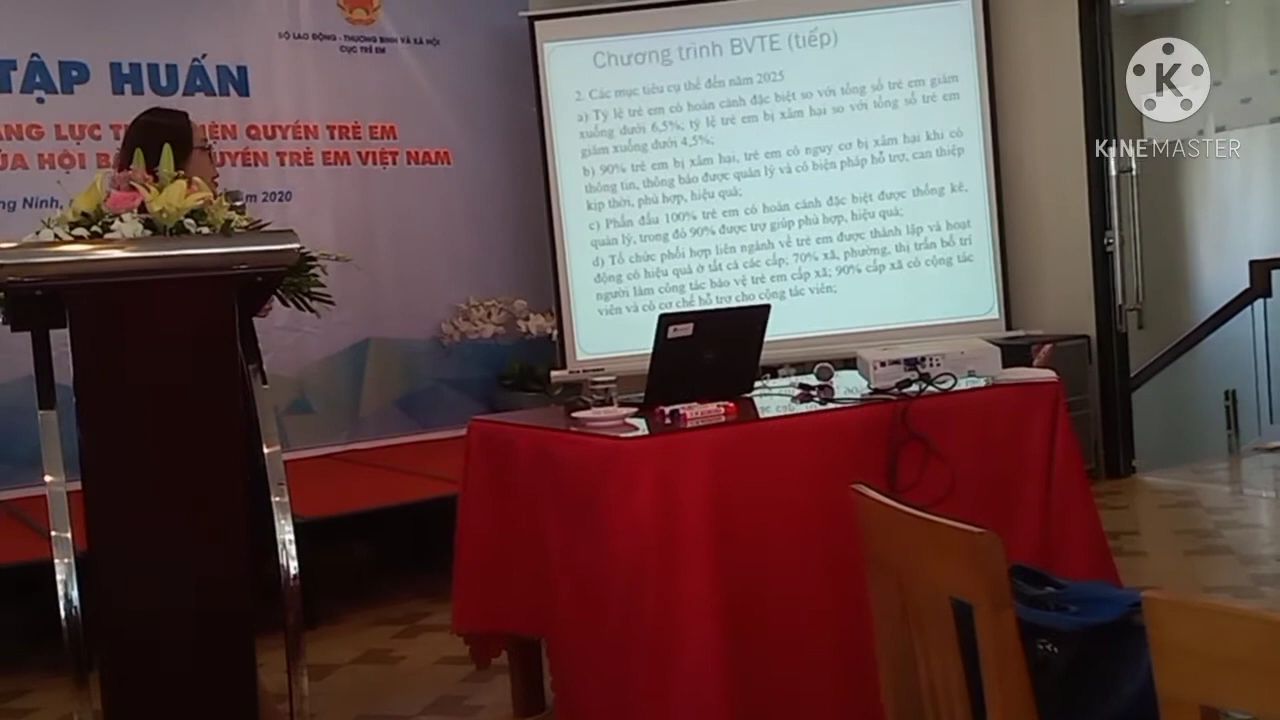 BỘ LAO ĐỘNG - THƯƠNG BINH VÀ XÃ HỘI
CỤC TRẺ EM
TẬP HUẤN
QUYỀN TRẺ EM
TRẺ EM VIỆT NAM
2020
Chương trình BVTE (tiếp)
2. Các mục tiêu cụ thể đến năm 2025
a) Tỷ lệ trẻ em có hoàn cảnh đặc biệt so với tổng số trẻ em giảm
xuống dưới 6,5%; tỷ lệ trẻ em bị xâm hại so với tổng số trẻ em
giảm xuống dưới 4,5%;
b) 90% trẻ em bị xâm hại, trẻ em có nguy cơ bị xâm hại khi có
thông tin, thông báo được quản lý và có biện pháp hỗ trợ, can thiệp
kịp thời, phù hợp, hiệu quả;
c) Phấn đấu 100% trẻ em có hoàn cảnh đặc biệt được thống kê,
quản lý, trong đó 90% được trợ giúp phù hợp, hiệu quả;
d) Tổ chức phối hợp liên ngành về trẻ em được thành lập và hoạt
động có hiệu quả ở tất cả các cấp; 70% xã, phường, thị trấn bố trí
người làm công tác bảo vệ trẻ em cấp xã; 90% cấp xã có cộng tác
viên và có cơ chế hỗ trợ cho cộng tác viên;
K
KINEMASTER